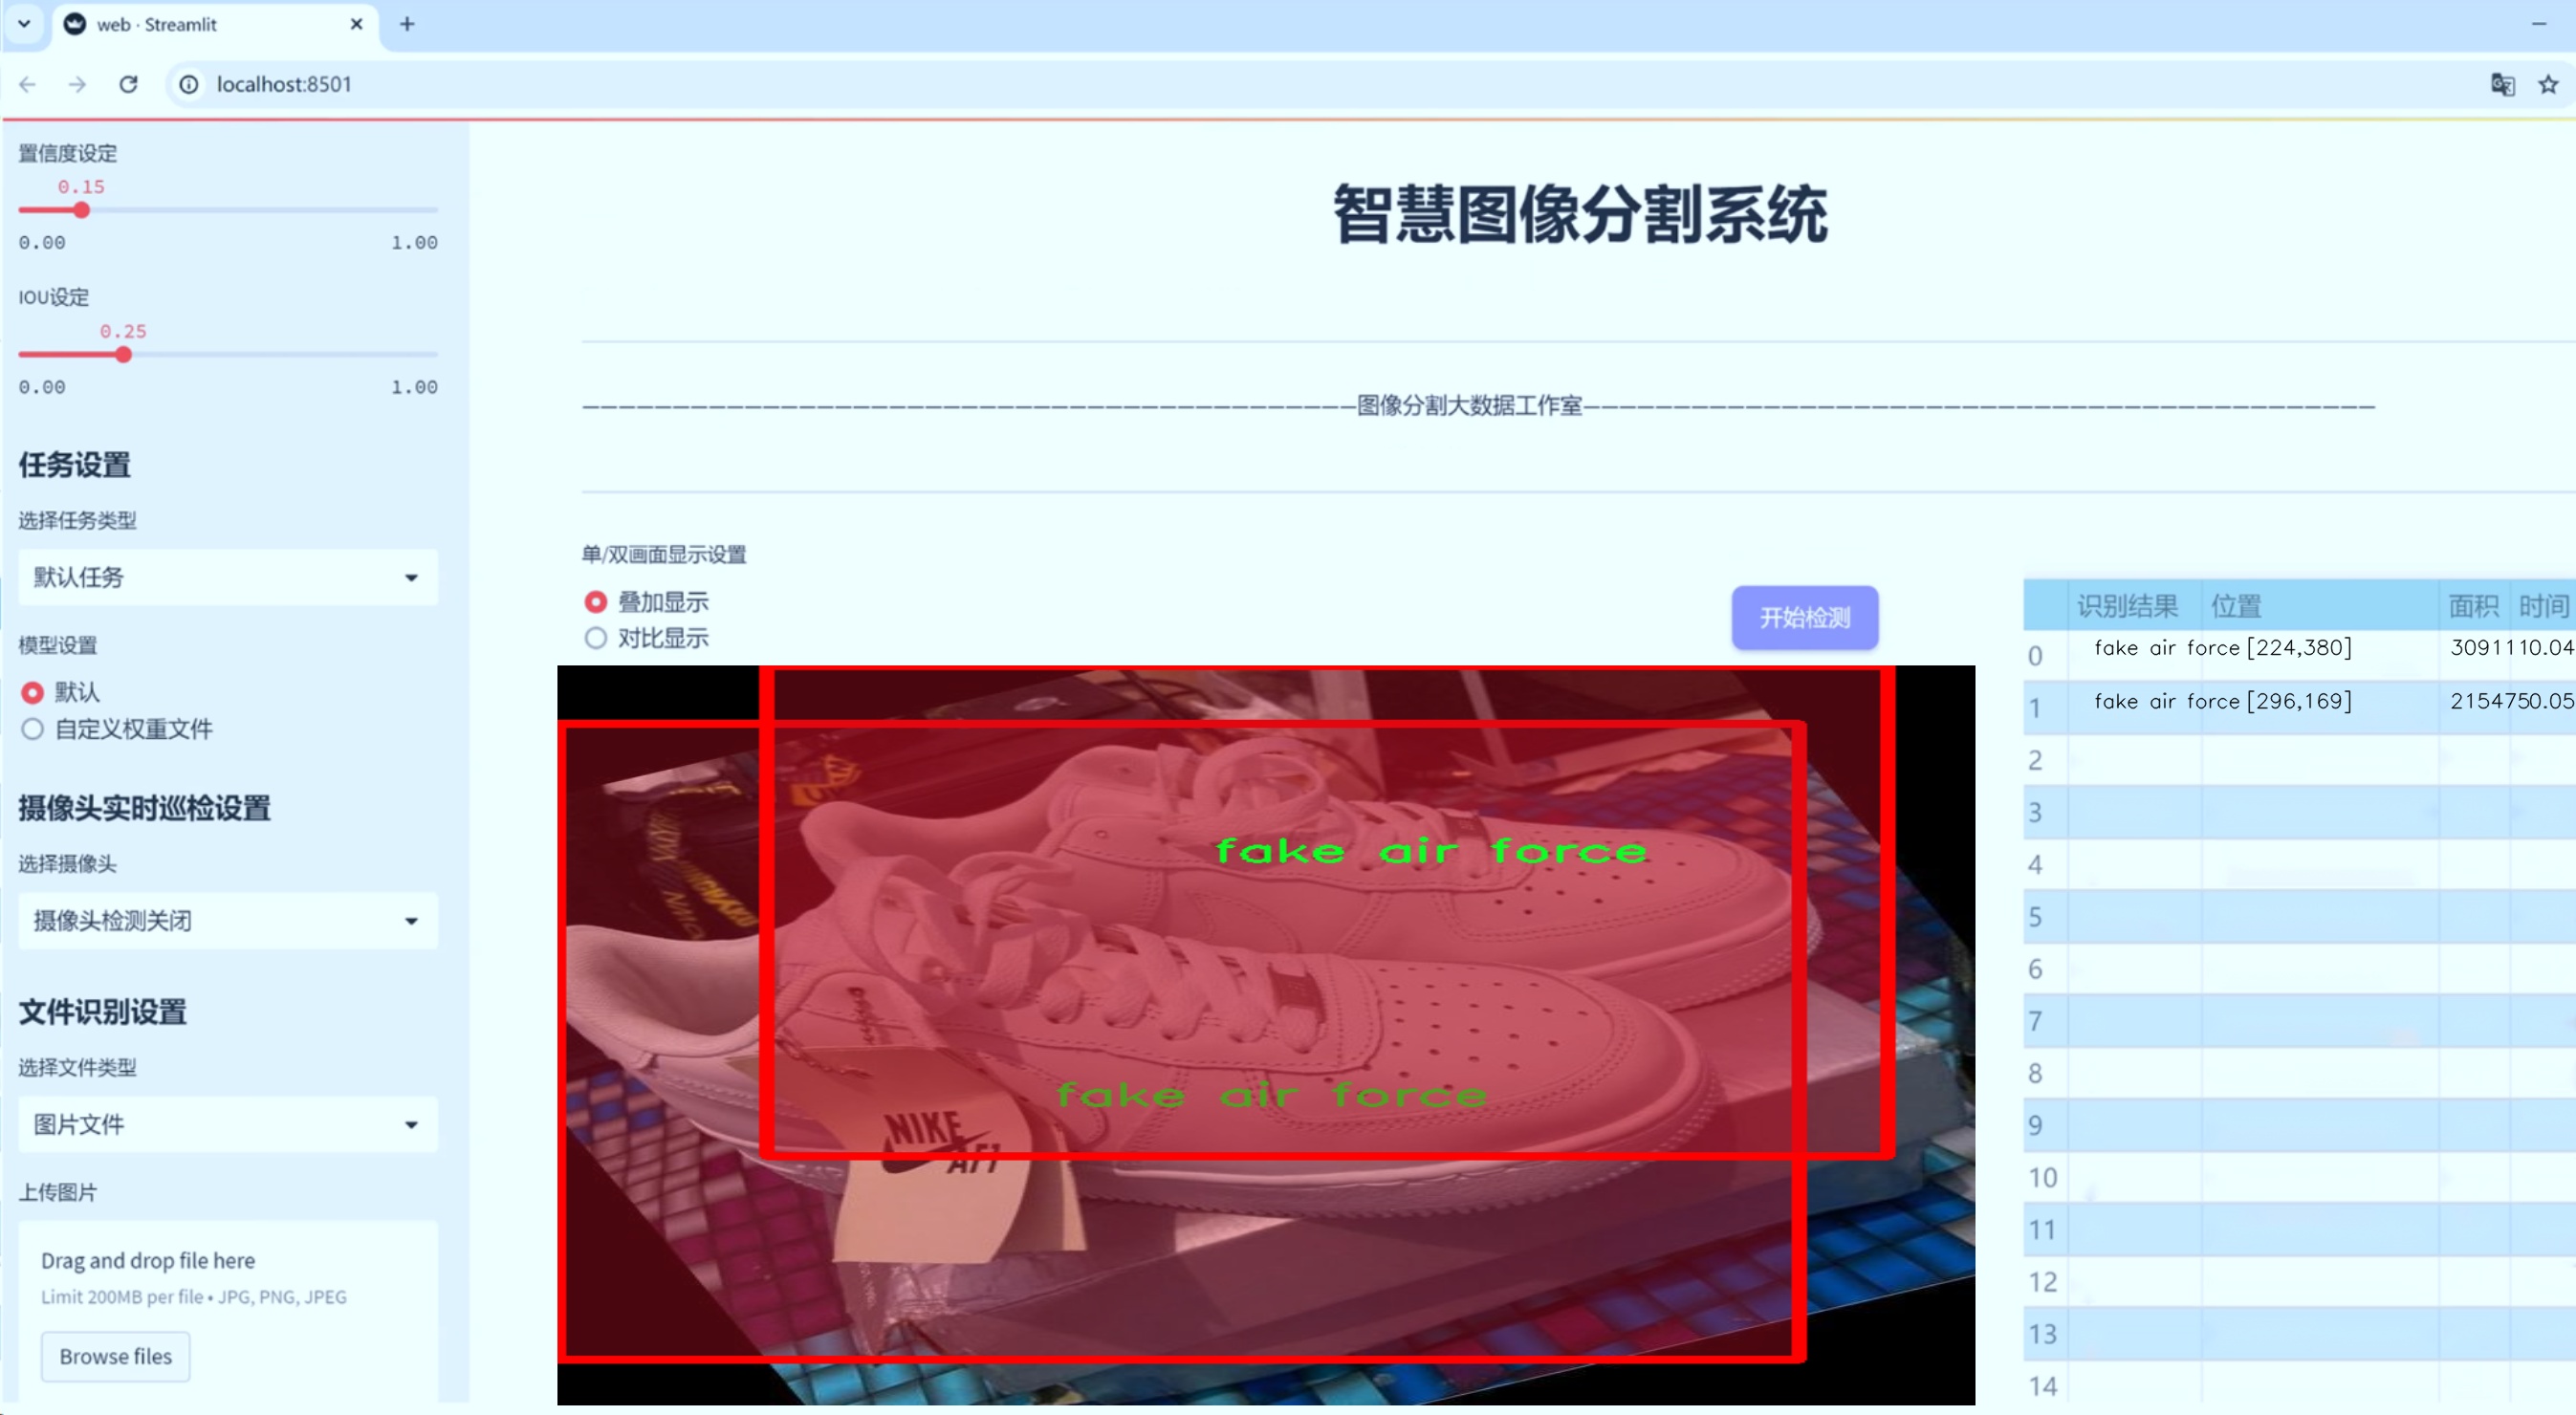 web · Streamlit
localhost:8501
置信度设定
0.15
0.00 1.00
IOU设定
0.25
0.00 1.00
任务设置
选择任务类型
默认任务
模型设置
默认
自定义权重文件
摄像头实时巡检设置
选择摄像头
摄像头检测关闭
文件识别设置
选择文件类型
图片文件
上传图片
Drag and drop file here
Limit 200MB per file • JPG, PNG, JPEG
Browse files
智慧图像分割系统
图像分割大数据工作室
单/双画面显示设置
叠加显示
对比显示
开始检测
fake air force
fake air force
NIKE
AF1
识别结果 位置 面积 时间
0 fake air force [224,380] 3091110.04
1 fake air force [296,169] 2154750.05
2
3
4
5
6
7
8
9
10
11
12
13
14